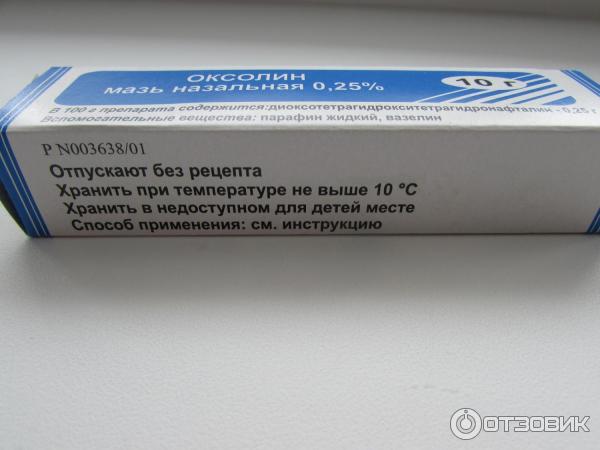 ОКСОЛИН
мазь назальная 0,25%
10 г
В 100 г препарата содержится:диоксотетрагидрокситетрагидронафталин - 0,25 г
Вспомогательные вещества: парафин жидкий, вазелин
Р N003638/01
Отпускают без рецепта
Хранить при температуре не выше 10 °С
Хранить в недоступном для детей месте
Способ применения: см. инструкцию
ОТЗОВИК